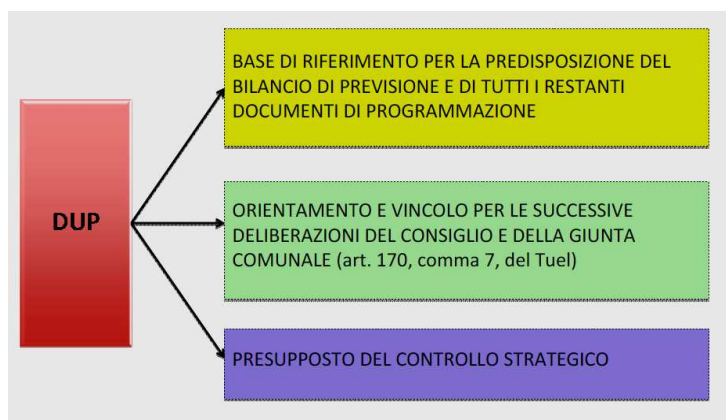 DUP
BASE DI RIFERIMENTO PER LA PREDISPOSIZIONE DEL
BILANCIO DI PREVISIONE E DI TUTTI I RESTANTI
DOCUMENTI DI PROGRAMMAZIONE
ORIENTAMENTO E VINCOLO PER LE SUCCESSIVE
DELIBERAZIONI DEL CONSIGLIO E DELLA GIUNTA
COMUNALE (art. 170, comma 7, del Tuel)
PRESUPPOSTO DEL CONTROLLO STRATEGICO